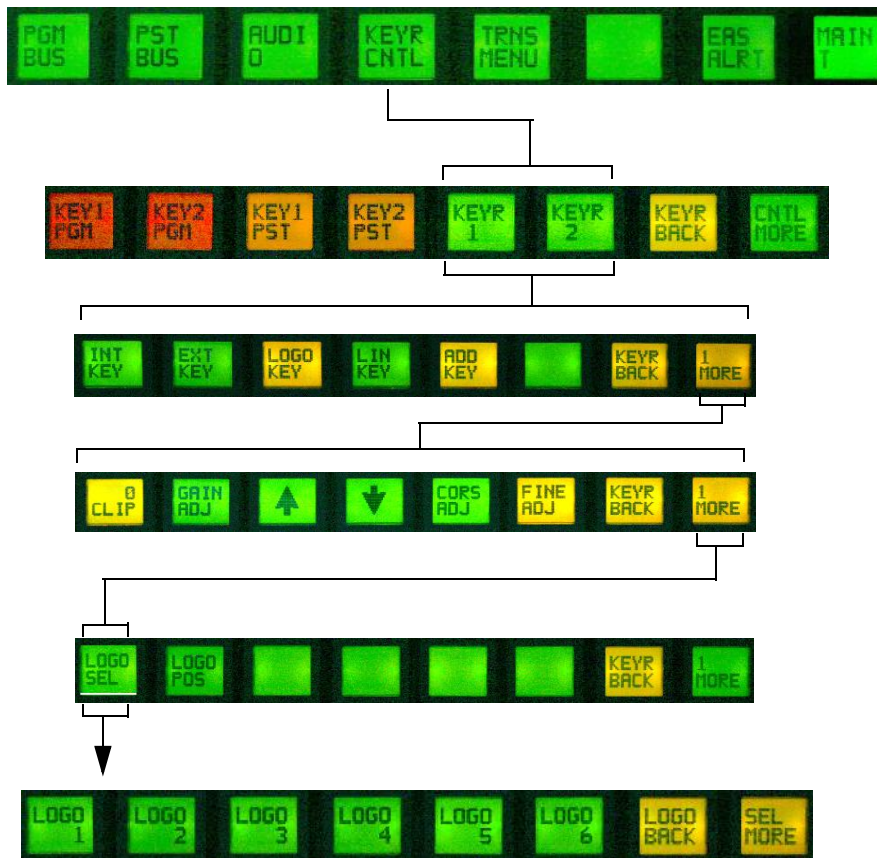 PGM BUS
PST BUS
AUDI O
KEYR CNTL
TRNS MENU
EAS ALRT
MAIN T
KEY1 PGM
KEY2 PGM
KEY1 PST
KEY2 PST
KEYR 1
KEYR 2
KEYR BACK
CNTL MORE
INT KEY
EXT KEY
LOGO KEY
LIN KEY
ADD KEY
KEYR BACK
1 MORE
0 CLIP
GAIN ADJ
CORS ADJ
FINE ADJ
KEYR BACK
1 MORE
LOGO SEL
LOGO POS
KEYR BACK
1 MORE
LOGO 1
LOGO 2
LOGO 3
LOGO 4
LOGO 5
LOGO 6
LOGO BACK
SEL MORE